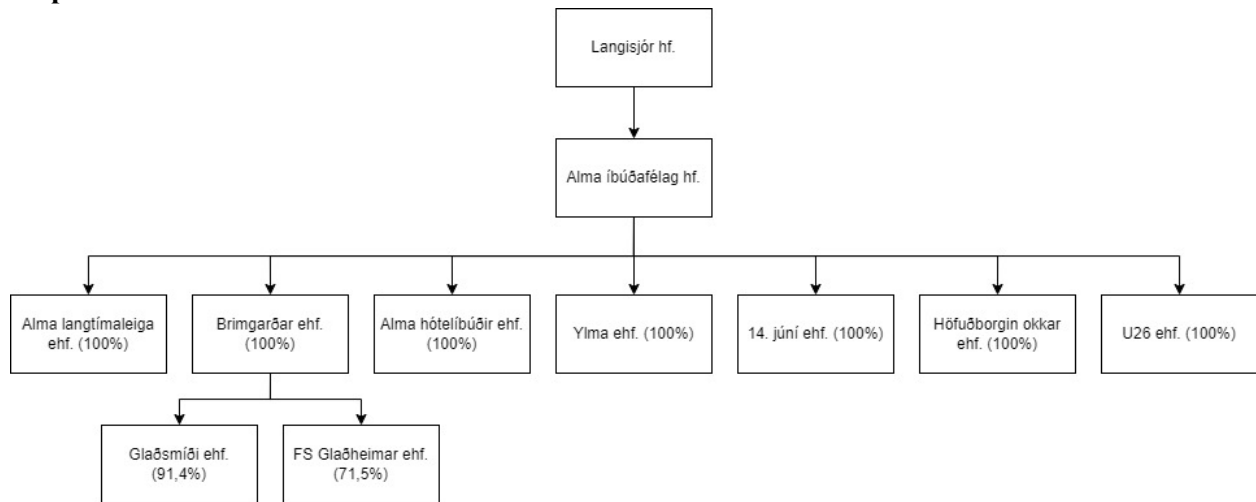 Langisjór hf.
Alma íbúðafélag hf.
Alma langtímaleiga
ehf. (100%)
Brimgarðar ehf.
(100%)
Alma hótelíbúðir ehf.
(100%)
Ylma ehf. (100%)
14. júní ehf. (100%)
Höfuðborgin okkar
ehf. (100%)
U26 ehf. (100%)
Glaðsmíði ehf.
(91,4%)
FS Glaðheimar ehf.
(71,5%)